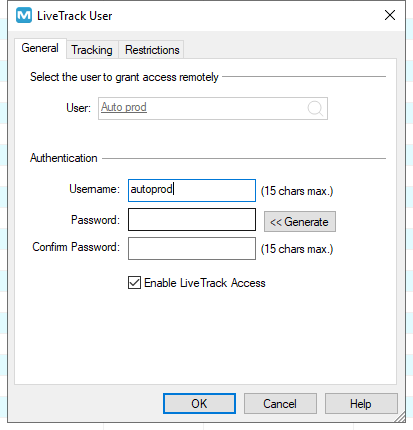 LiveTrack User
General Tracking Restrictions
Select the user to grant access remotely
User: Auto prod
Authentication
Username: autoprod (15 chars max.)
Password: << Generate
Confirm Password: (15 chars max.)
Enable LiveTrack Access
OK Cancel Help